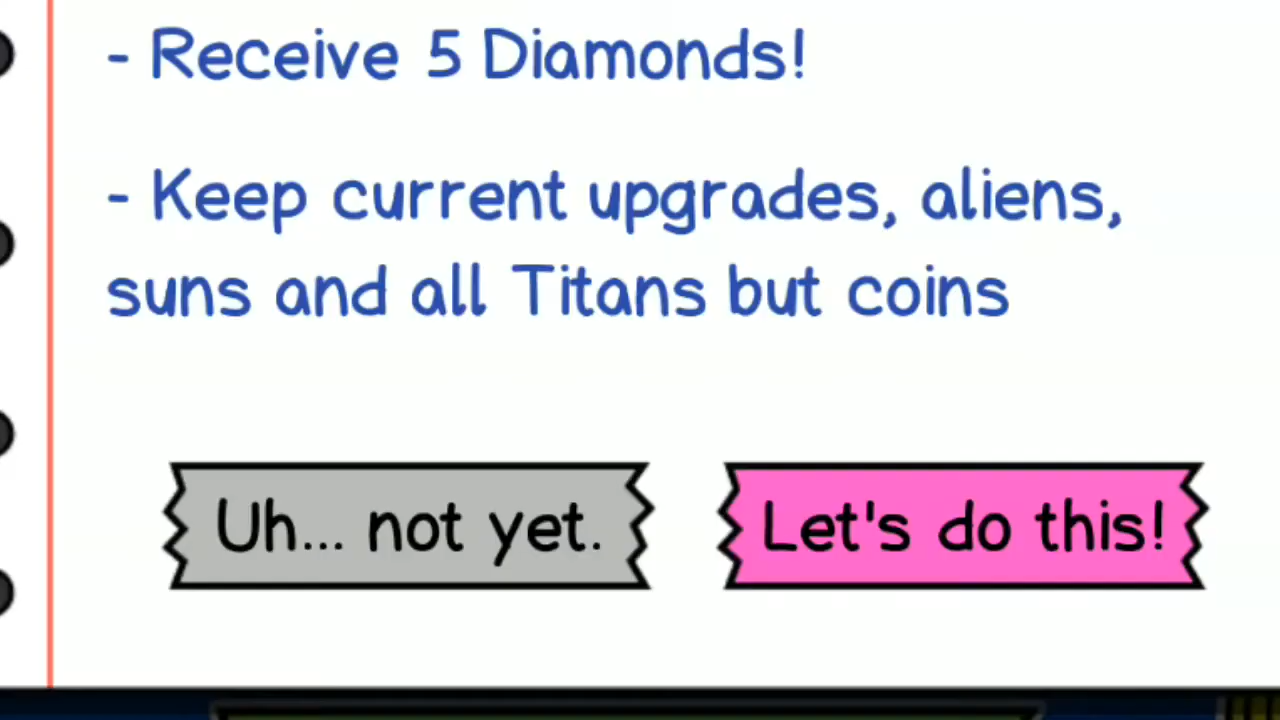 - Receive 5 Diamonds!
- Keep current upgrades, aliens,
suns and all Titans but coins
Uh... not yet.
Let's do this!